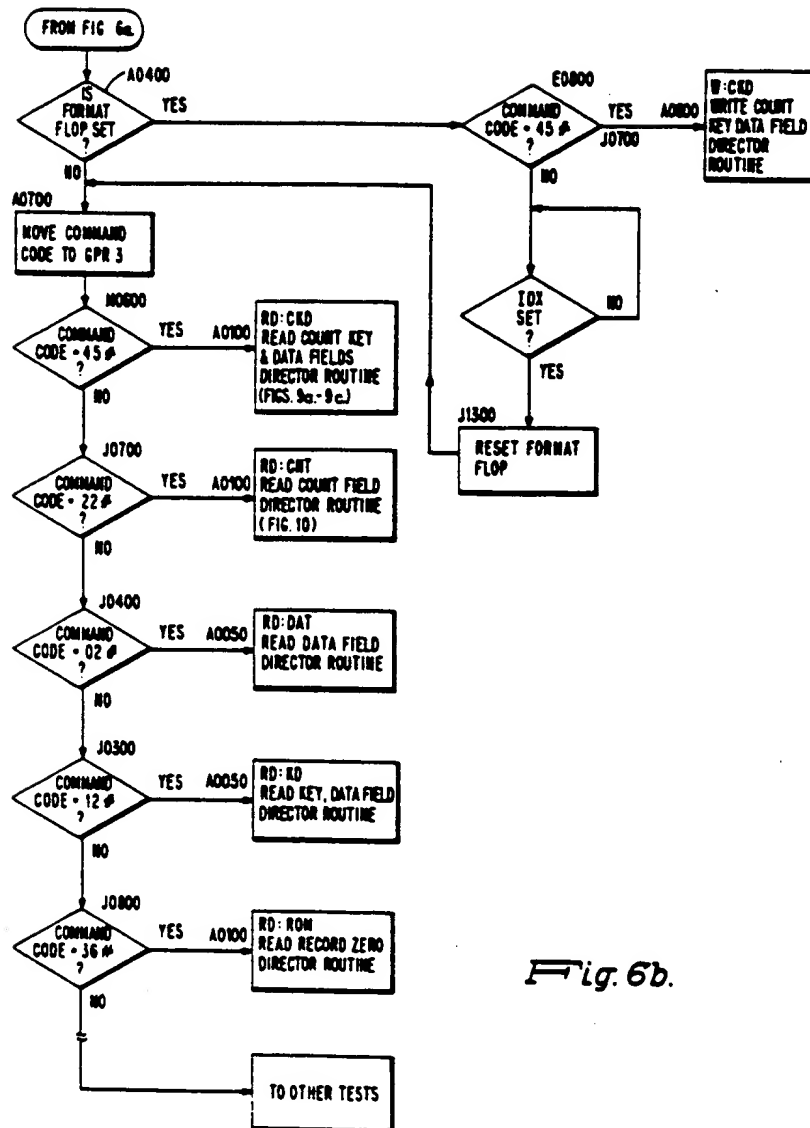 FROM FIG 6a.
A0400
IS
FORMAT
FLOP SET
?
YES
NO
E0800
COMMAND
CODE = 45 #
?
YES
J0700
A0800
NO
W:CKD
WRITE COUNT
KEY DATA FIELD
DIRECTOR
ROUTINE
A0700
MOVE COMMAND
CODE TO GPR 3
IDX
SET
?
NO
YES
J1300
RESET FORMAT
FLOP
N0600
COMMAND
CODE = 45 #
?
YES
A0100
NO
RD:CKD
READ COUNT KEY
& DATA FIELDS
DIRECTOR ROUTINE
(FIGS. 9a.-9c.)
J0700
COMMAND
CODE = 22 #
?
YES
A0100
NO
RD:CNT
READ COUNT FIELD
DIRECTOR ROUTINE
(FIG. 10)
J0400
COMMAND
CODE = 02 #
?
YES
A0050
NO
RD:DAT
READ DATA FIELD
DIRECTOR ROUTINE
J0300
COMMAND
CODE = 12 #
?
YES
A0050
NO
RD:KD
READ KEY, DATA FIELD
DIRECTOR ROUTINE
J0800
COMMAND
CODE = 36 #
?
YES
A0100
NO
RD:ROM
READ RECORD ZERO
DIRECTOR ROUTINE
TO OTHER TESTS
Fig. 6b.